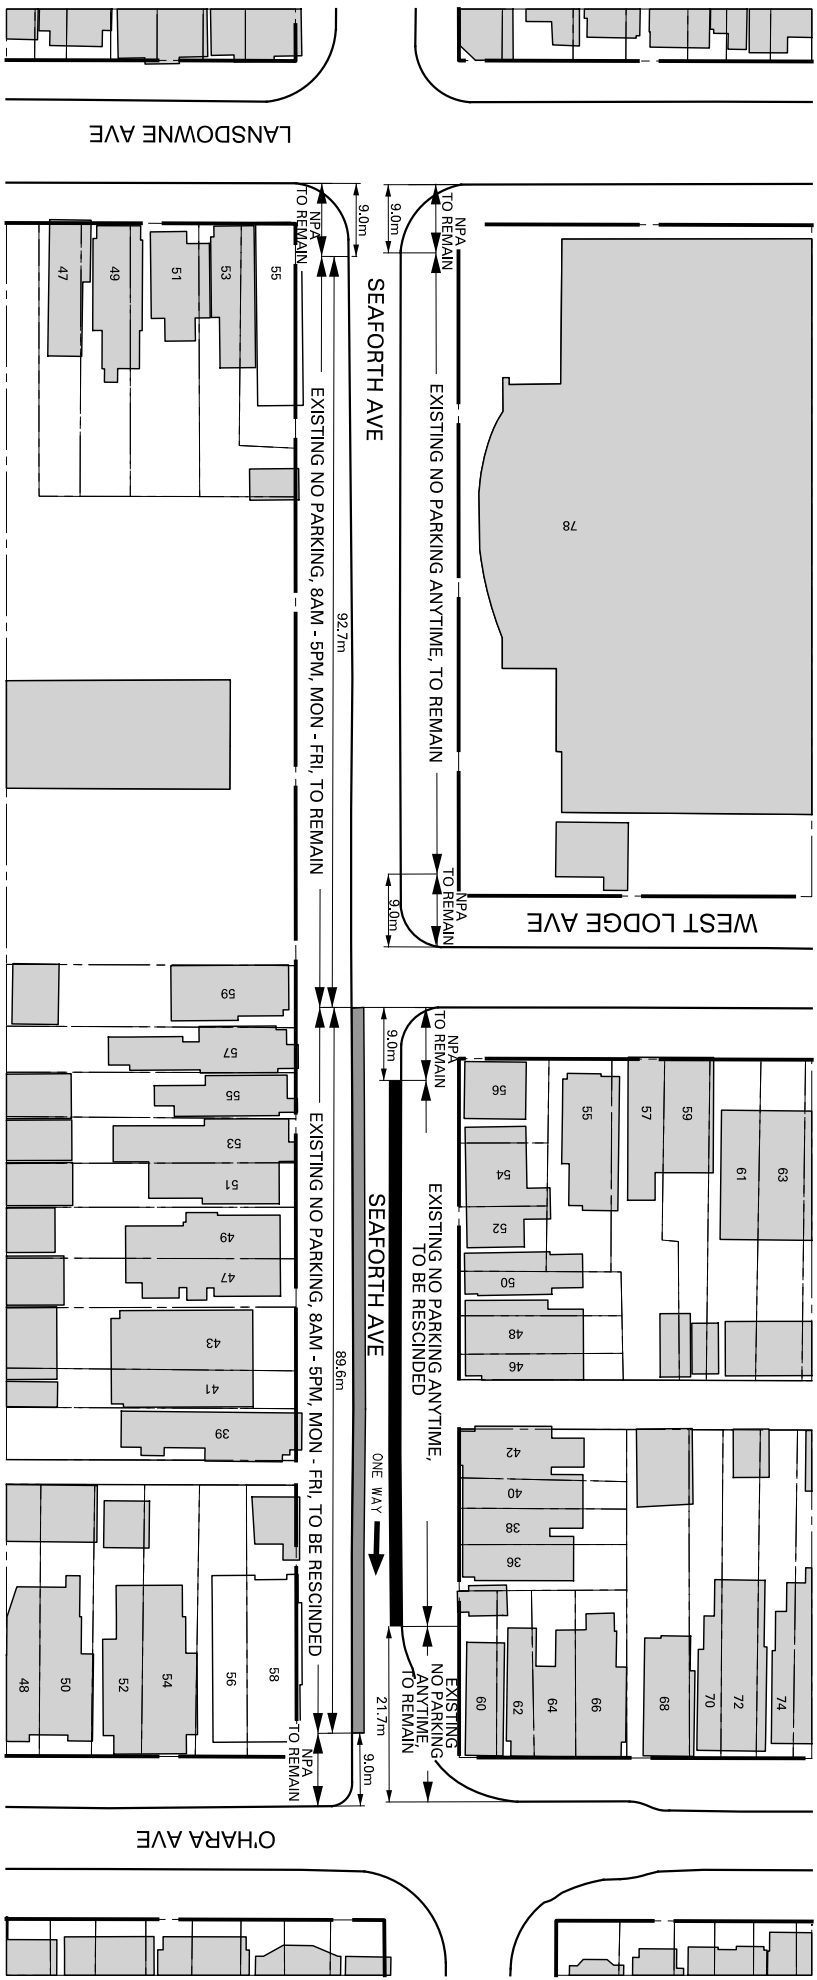 LANSDOWNE AVE
NPA
TO REMAIN
9.0m
9.0m
NPA
TO REMAIN
47
49
51
53
55
SEAFORTH AVE
EXISTING NO PARKING, 8AM - 5PM, MON - FRI, TO REMAIN
92.7m
EXISTING NO PARKING ANYTIME, TO REMAIN
78
NPA
TO REMAIN
9.0m
WEST LODGE AVE
59
57
55
53
51
49
47
43
41
39
9.0m
NPA
TO REMAIN
EXISTING NO PARKING, 8AM - 5PM, MON - FRI, TO BE RESCINDED
89.6m
SEAFORTH AVE
ONE WAY
EXISTING NO PARKING ANYTIME,
TO BE RESCINDED
56
54
52
50
48
46
55
57
59
61
63
42
40
38
36
48
50
52
54
56
58
NPA
TO REMAIN
9.0m
21.7m
EXISTING
NO PARKING
ANYTIME,
TO REMAIN
60
62
64
66
68
70
72
74
O'HARA AVE